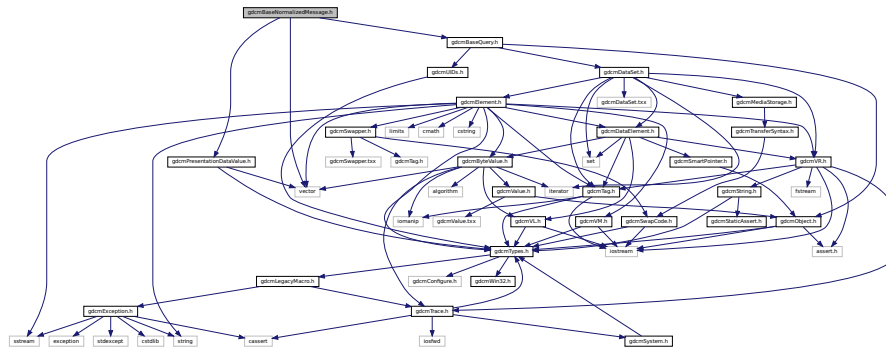 gdcmBaseNormalizedMessage.h
gdcmBaseQuery.h
gdcmUIDs.h
gdcmDataSet.h
gdcmElement.h
gdcmDataSet.txx
gdcmMediaStorage.h
gdcmSwapper.h
limits
cmath
cstring
gdcmDataElement.h
gdcmTransferSyntax.h
gdcmPresentationDataValue.h
gdcmSwapper.txx
gdcmTag.h
gdcmByteValue.h
set
gdcmSmartPointer.h
gdcmVR.h
vector
algorithm
gdcmValue.h
iterator
gdcmTag.h
gdcmString.h
fstream
iomanip
gdcmValue.txx
gdcmVL.h
gdcmVM.h
gdcmSwapCode.h
gdcmStaticAssert.h
gdcmObject.h
gdcmTypes.h
iostream
assert.h
gdcmLegacyMacro.h
gdcmConfigure.h
gdcmWin32.h
gdcmException.h
gdcmTrace.h
sstream
exception
stdexcept
cstdlib
string
cassert
iosfwd
gdcmSystem.h